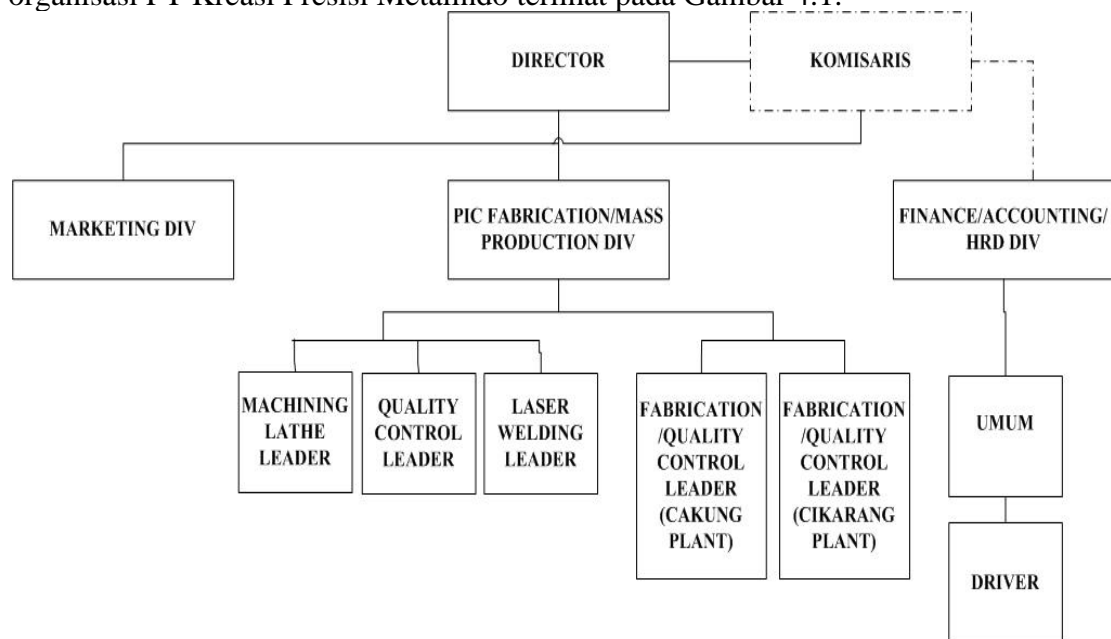 organisasi PT Kreasi Presisi Metalindo terlihat pada Gambar 4.1.
DIRECTOR
KOMISARIS
MARKETING DIV
PIC FABRICATION/MASS
PRODUCTION DIV
FINANCE/ACCOUNTING/
HRD DIV
MACHINING
LATHE
LEADER
QUALITY
CONTROL
LEADER
LASER
WELDING
LEADER
FABRICATION
/QUALITY
CONTROL
LEADER
(CAKUNG
PLANT)
FABRICATION
/QUALITY
CONTROL
LEADER
(CIKARANG
PLANT)
UMUM
DRIVER